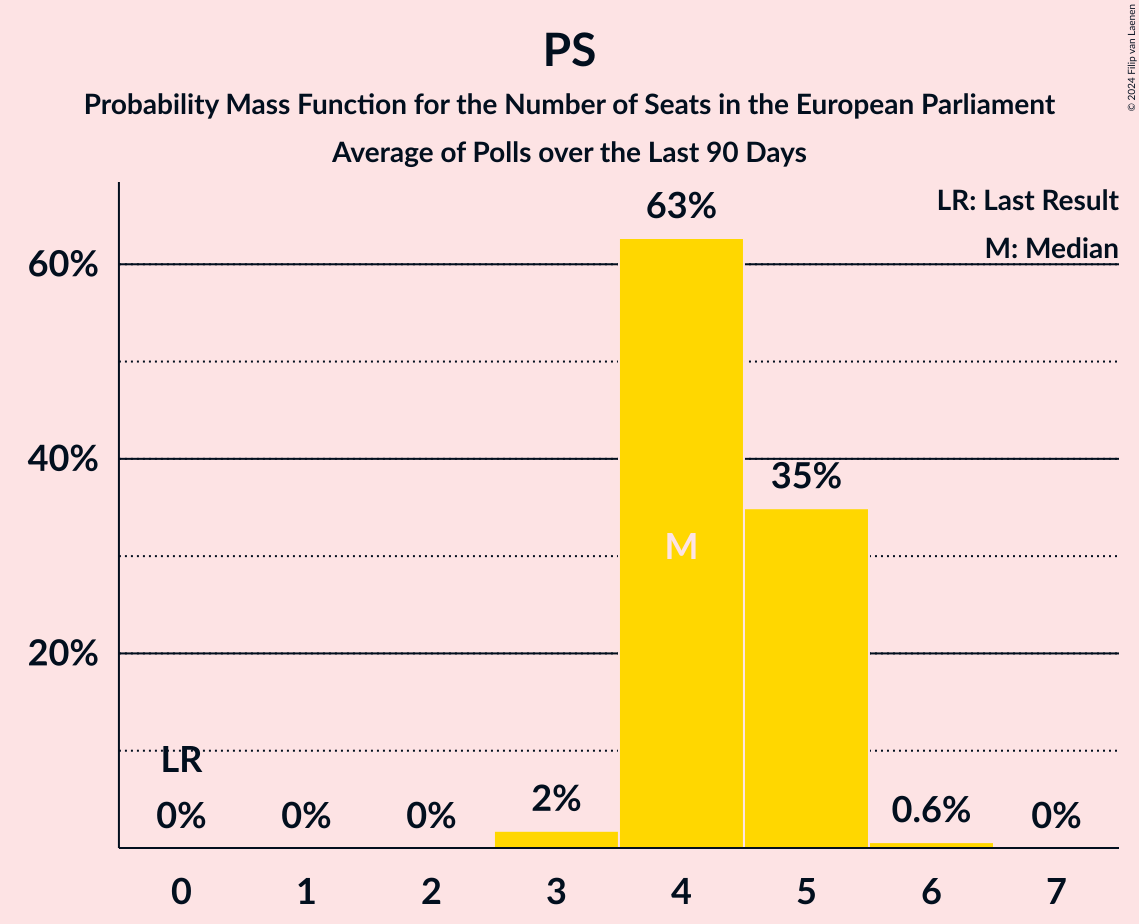 PS
Probability Mass Function for the Number of Seats in the European Parliament
Average of Polls over the Last 90 Days
© 2024 Filip van Laenen
LR: Last Result
M: Median
63%
60%
40%
35%
M
20%
LR
0% 0% 0% 2% 0.6% 0%
0 1 2 3 4 5 6 7